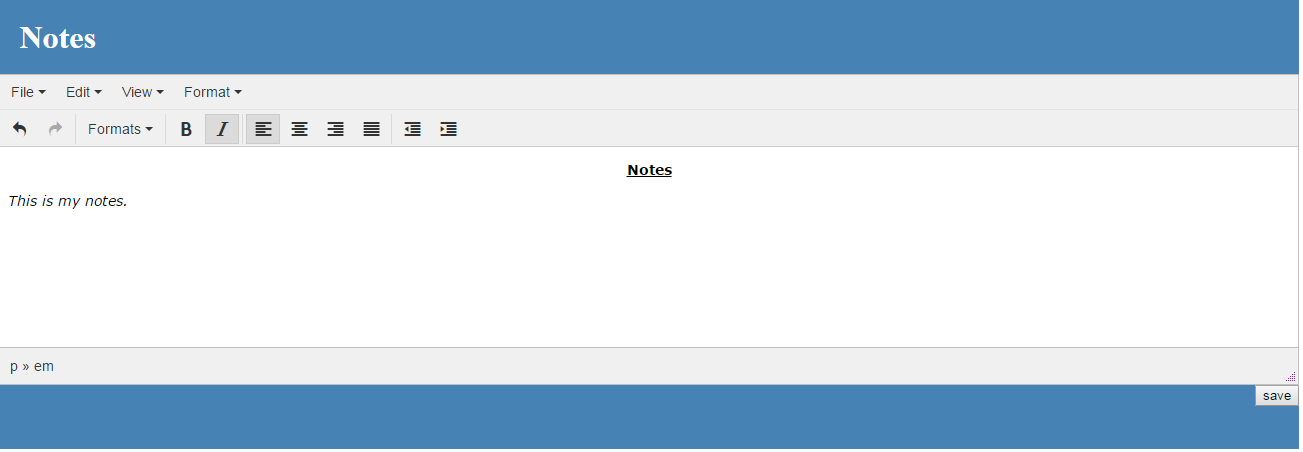 Notes
File Edit View Format
Formats B I
Notes
This is my notes.
p » em
save